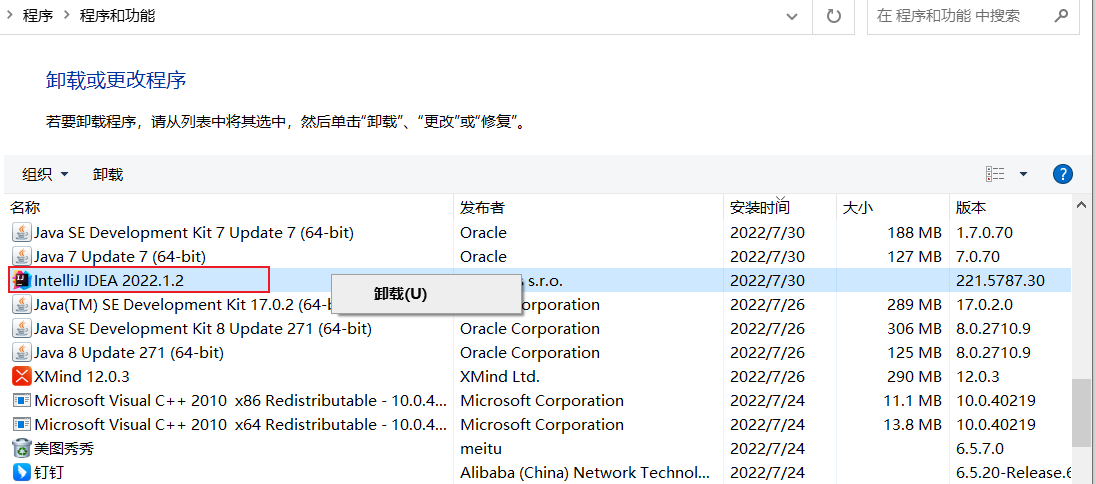 程序 程序和功能 在 程序和功能 中搜索
卸载或更改程序
若要卸载程序，请从列表中将其选中，然后单击“卸载”、“更改”或“修复”。
组织 卸载 ?
名称 发布者 安装时间 大小 版本
Java SE Development Kit 7 Update 7 (64-bit) Oracle 2022/7/30 188 MB 1.7.0.70
Java 7 Update 7 (64-bit) Oracle 2022/7/30 127 MB 7.0.70
IntelliJ IDEA 2022.1.2 s.r.o. 2022/7/30 221.5787.30
卸载(U)
Java(TM) SE Development Kit 17.0.2 (64-b Oracle Corporation 2022/7/26 289 MB 17.0.2.0
Java SE Development Kit 8 Update 271 (64-bit) Oracle Corporation 2022/7/26 306 MB 8.0.2710.9
Java 8 Update 271 (64-bit) Oracle Corporation 2022/7/26 125 MB 8.0.2710.9
XMind 12.0.3 XMind Ltd. 2022/7/26 290 MB 12.0.3
Microsoft Visual C++ 2010 x86 Redistributable - 10.0.4... Microsoft Corporation 2022/7/24 11.1 MB 10.0.40219
Microsoft Visual C++ 2010 x64 Redistributable - 10.0.4... Microsoft Corporation 2022/7/24 13.8 MB 10.0.40219
美图秀秀 meitu 2022/7/24 6.5.7.0
钉钉 Alibaba (China) Network Technol... 2022/7/24 6.5.20-Release.6